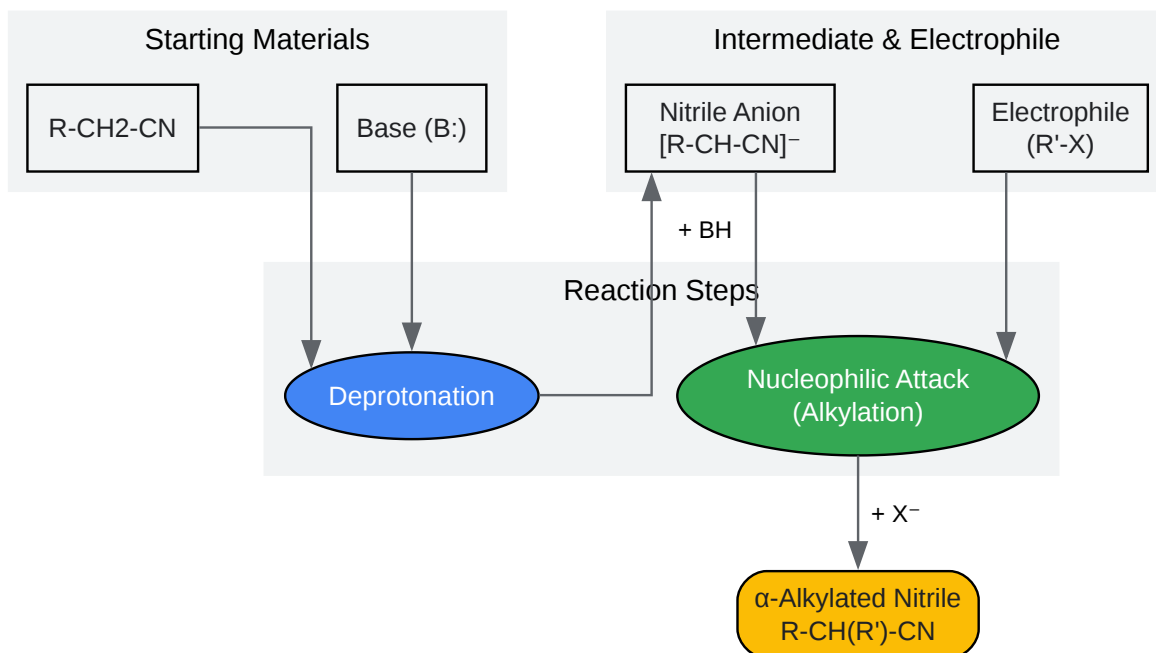 Starting Materials
Intermediate & Electrophile
R-CH2-CN
Base (B:)
Nitrile Anion
[R-CH-CN]⁻
Electrophile
(R'-X)
+ BH
Reaction Steps
Deprotonation
Nucleophilic Attack
(Alkylation)
+ X⁻
α-Alkylated Nitrile
R-CH(R')-CN